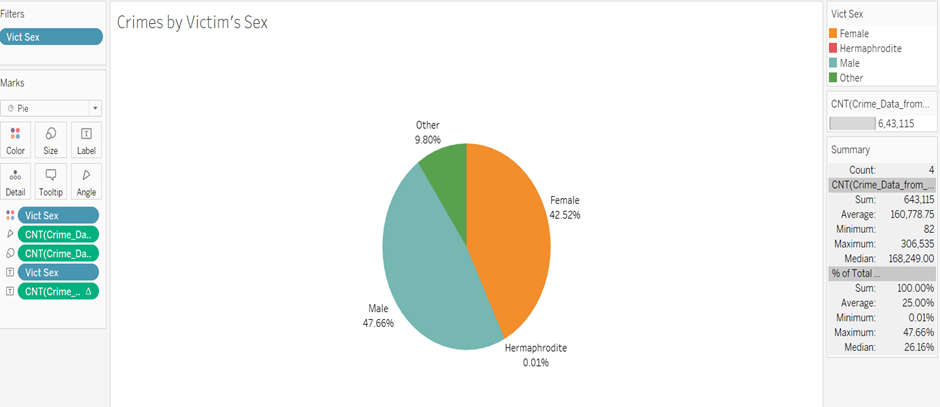 Filters
Vict Sex
Marks
Pie
Color
Size
Label
Detail
Tooltip
Angle
Vict Sex
CNT(Crime_Da..
CNT(Crime_Da..
Vict Sex
CNT(Crime_.. Δ
Crimes by Victim's Sex
Other
9.80%
Female
42.52%
Male
47.66%
Hermaphrodite
0.01%
Vict Sex
Female
Hermaphrodite
Male
Other
CNT(Crime_Data_from...
6,43,115
Summary
Count: 4
CNT(Crime_Data_from_...
Sum: 643,115
Average: 160,778.75
Minimum: 82
Maximum: 306,535
Median: 168,249.00
% of Total ...
Sum: 100.00%
Average: 25.00%
Minimum: 0.01%
Maximum: 47.66%
Median: 26.16%